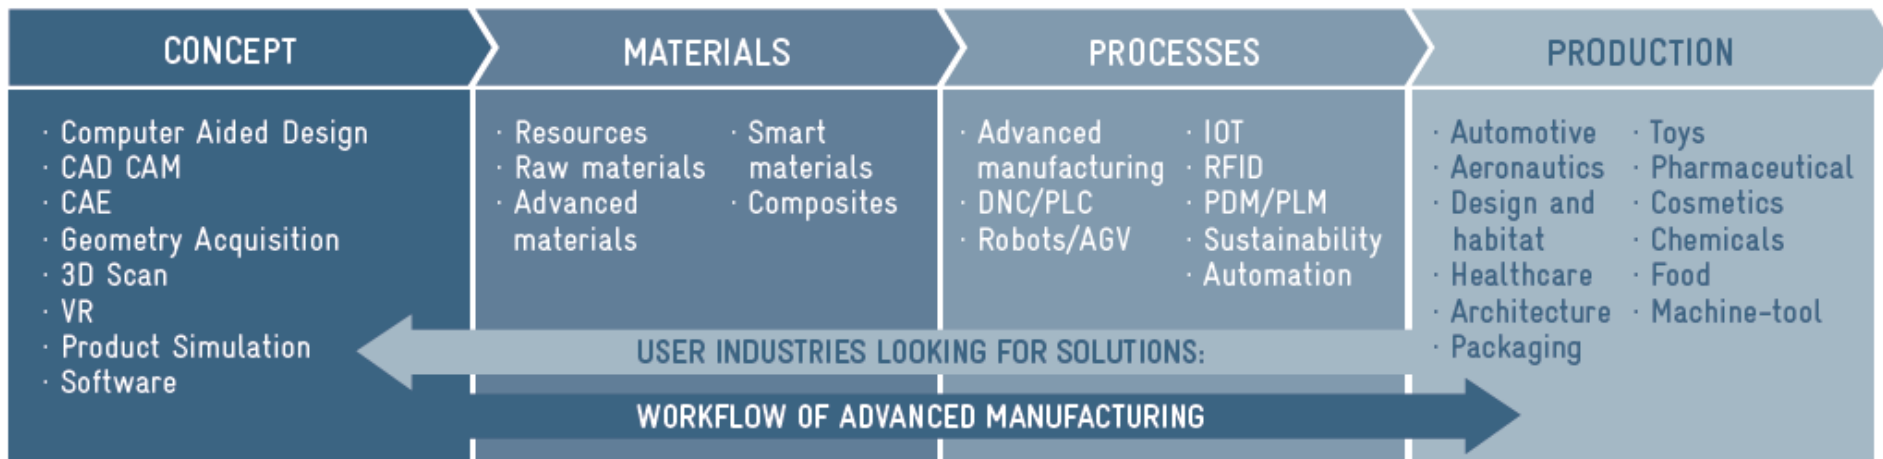 CONCEPT
· Computer Aided Design
· CAD CAM
· CAE
· Geometry Acquisition
· 3D Scan
· VR
· Product Simulation
· Software
MATERIALS
· Resources
· Raw materials
· Advanced
materials
· Smart
materials
· Composites
PROCESSES
· Advanced
manufacturing
· DNC/PLC
· Robots/AGV
· IOT
· RFID
· PDM/PLM
· Sustainability
· Automation
PRODUCTION
· Automotive
· Aeronautics
· Design and
habitat
· Healthcare
· Architecture
· Packaging
· Toys
· Pharmaceutical
· Cosmetics
· Chemicals
· Food
· Machine-tool
USER INDUSTRIES LOOKING FOR SOLUTIONS:
WORKFLOW OF ADVANCED MANUFACTURING